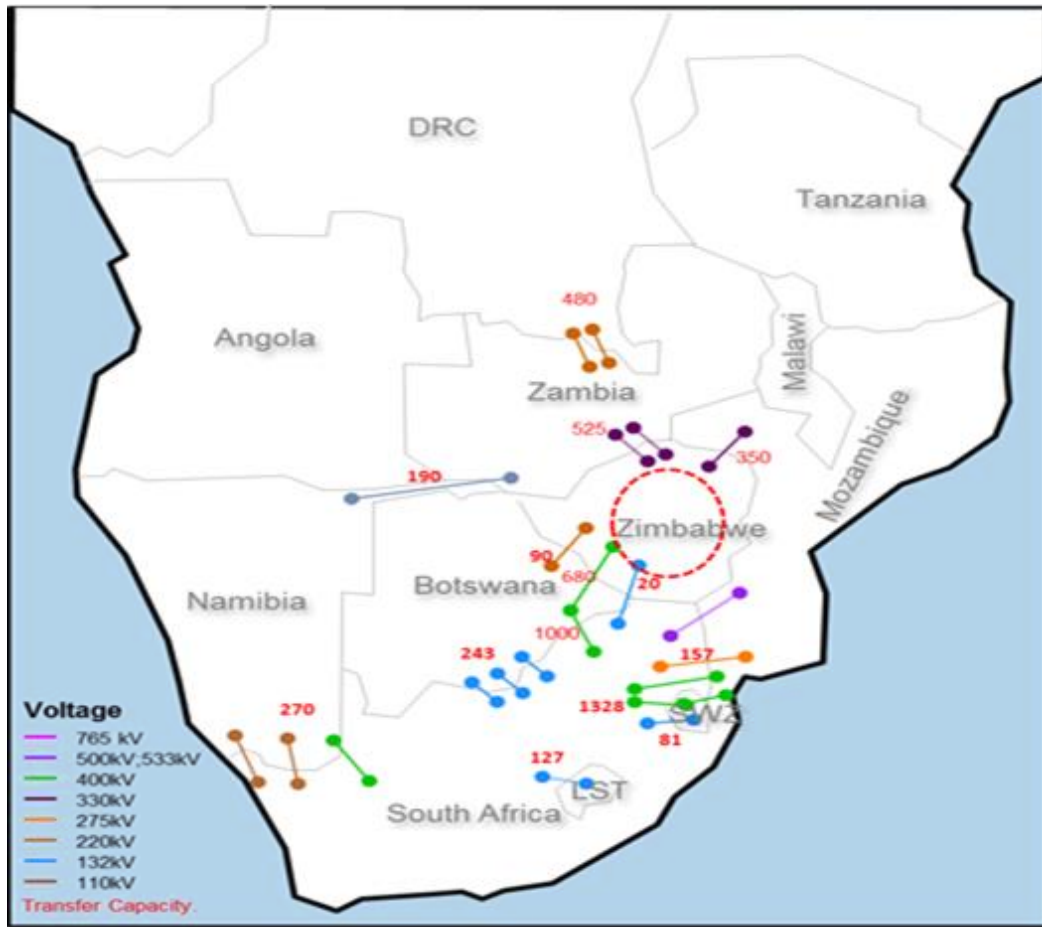 DRC
Tanzania
480
Angola
Malawi
Zambia
525
350
Mozambique
190
Zimbabwe
90
680
20
Botswana
Namibia
1000
243
157
1328
SWZ
270
81
127
LST
South Africa
Voltage
765 kV
500kV;533kV
400kV
330kV
275kV
220kV
132kV
110kV
Transfer Capacity.